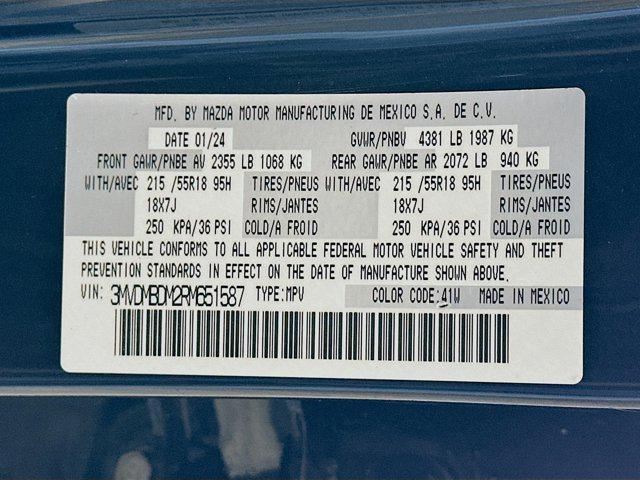 MFD. BY MAZDA MOTOR MANUFACTURING DE MEXICO S.A. DE C.V.
DATE 01/24 GVWR/PNBV 4381 LB 1987 KG
FRONT GAWR/PNBE AV 2355 LB 1068 KG REAR GAWR/PNBE AR 2072 LB 940 KG
WITH/AVEC 215 /55R18 95H TIRES/PNEUS WITH/AVEC 215 /55R18 95H TIRES/PNEUS
18X7J RIMS/JANTES 18X7J RIMS/JANTES
250 KPA/36 PSI COLD/A FROID 250 KPA/36 PSI COLD/A FROID
THIS VEHICLE CONFORMS TO ALL APPLICABLE FEDERAL MOTOR VEHICLE SAFETY AND THEFT
PREVENTION STANDARDS IN EFFECT ON THE DATE OF MANUFACTURE SHOWN ABOVE.
VIN: 3MVDMBDM2RM651587 TYPE:MPV COLOR CODE:41W MADE IN MEXICO